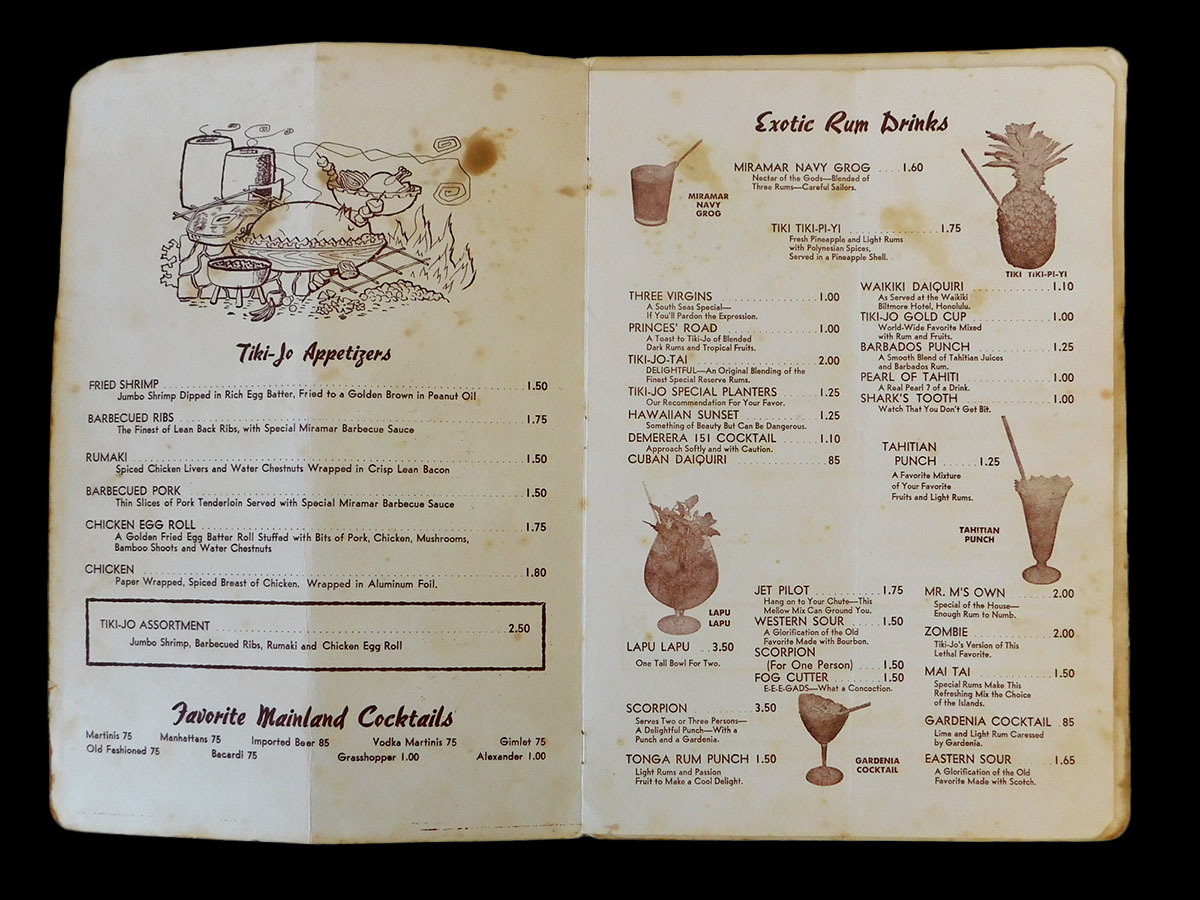 Tiki-Jo Appetizers
FRIED SHRIMP 1.50
Jumbo Shrimp Dipped in Rich Egg Batter, Fried to a Golden Brown in Peanut Oil
BARBECUED RIBS 1.75
The Finest of Lean Back Ribs, with Special Miramar Barbecue Sauce
RUMAKI 1.50
Spiced Chicken Livers and Water Chestnuts Wrapped in Crisp Lean Bacon
BARBECUED PORK 1.50
Thin Slices of Pork Tenderloin Served with Special Miramar Barbecue Sauce
CHICKEN EGG ROLL 1.75
A Golden Fried Egg Batter Roll Stuffed with Bits of Pork, Chicken, Mushrooms,
Bamboo Shoots and Water Chestnuts
CHICKEN 1.80
Paper Wrapped, Spiced Breast of Chicken. Wrapped in Aluminum Foil.
TIKI-JO ASSORTMENT 2.50
Jumbo Shrimp, Barbecued Ribs, Rumaki and Chicken Egg Roll
Favorite Mainland Cocktails
Martinis 75 Manhattans 75 Imported Beer 85 Vodka Martinis 75 Gimlet 75
Old Fashioned 75 Bacardi 75 Grasshopper 1.00 Alexander 1.00
Exotic Rum Drinks
MIRAMAR NAVY GROG 1.60
Nectar of the Gods—Blended of
Three Rums—Careful Sailors.
MIRAMAR
NAVY
GROG
TIKI TIKI-PI-YI 1.75
Fresh Pineapple and Light Rums
with Polynesian Spices,
Served in a Pineapple Shell.
TIKI TIKI-PI-YI
THREE VIRGINS 1.00
A South Seas Special—
If You'll Pardon the Expression.
PRINCES' ROAD 1.00
A Toast to Tiki-Jo of Blended
Dark Rums and Tropical Fruits.
TIKI-JO-TAI 2.00
DELIGHTFUL—An Original Blending of the
Finest Special Reserve Rums.
TIKI-JO SPECIAL PLANTERS 1.25
Our Recommendation For Your Favor.
HAWAIIAN SUNSET 1.25
Something of Beauty But Can Be Dangerous.
DEMERERA 151 COCKTAIL 1.10
Approach Softly and with Caution.
CUBAN DAIQUIRI 85
WAIKIKI DAIQUIRI 1.10
As Served at the Waikiki
Biltmore Hotel, Honolulu.
TIKI-JO GOLD CUP 1.00
World-Wide Favorite Mixed
with Rum and Fruits.
BARBADOS PUNCH 1.25
A Smooth Blend of Tahitian Juices
and Barbados Rum.
PEARL OF TAHITI 1.00
A Real Pearl ? of a Drink.
SHARK'S TOOTH 1.00
Watch That You Don't Get Bit.
TAHITIAN
PUNCH 1.25
A Favorite Mixture
of Your Favorite
Fruits and Light Rums.
TAHITIAN
PUNCH
LAPU
LAPU
LAPU LAPU 3.50
One Tall Bowl For Two.
SCORPION 3.50
Serves Two or Three Persons—
A Delightful Punch—With a
Punch and a Gardenia.
TONGA RUM PUNCH 1.50
Light Rums and Passion
Fruit to Make a Cool Delight.
JET PILOT 1.75
Hang on to Your Chute—This
Mellow Mix Can Ground You.
WESTERN SOUR 1.50
A Glorification of the Old
Favorite Made with Bourbon.
SCORPION
(For One Person) 1.50
FOG CUTTER 1.50
E-E-E-GADS—What a Concoction.
GARDENIA
COCKTAIL
MR. M'S OWN 2.00
Special of the House—
Enough Rum to Numb.
ZOMBIE 2.00
Tiki-Jo's Version of This
Lethal Favorite.
MAI TAI 1.50
Special Rums Make This
Refreshing Mix the Choice
of the Islands.
GARDENIA COCKTAIL .85
Lime and Light Rum Caressed
by Gardenia.
EASTERN SOUR 1.65
A Glorification of the Old
Favorite Made with Scotch.